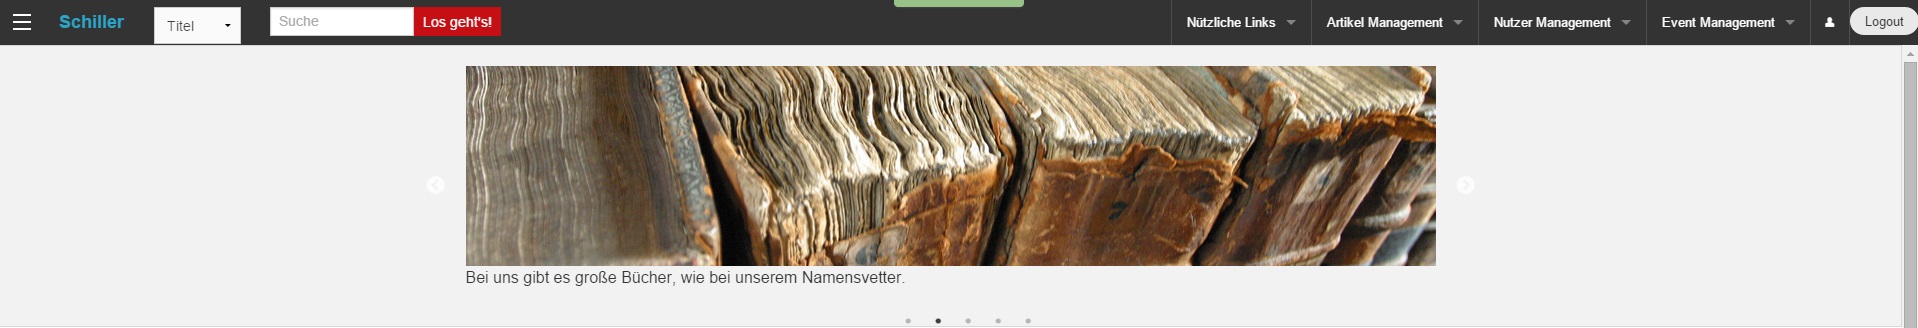 Schiller
Titel
Suche
Los geht's!
Nützliche Links
Artikel Management
Nutzer Management
Event Management
Logout
Bei uns gibt es große Bücher, wie bei unserem Namensvetter.